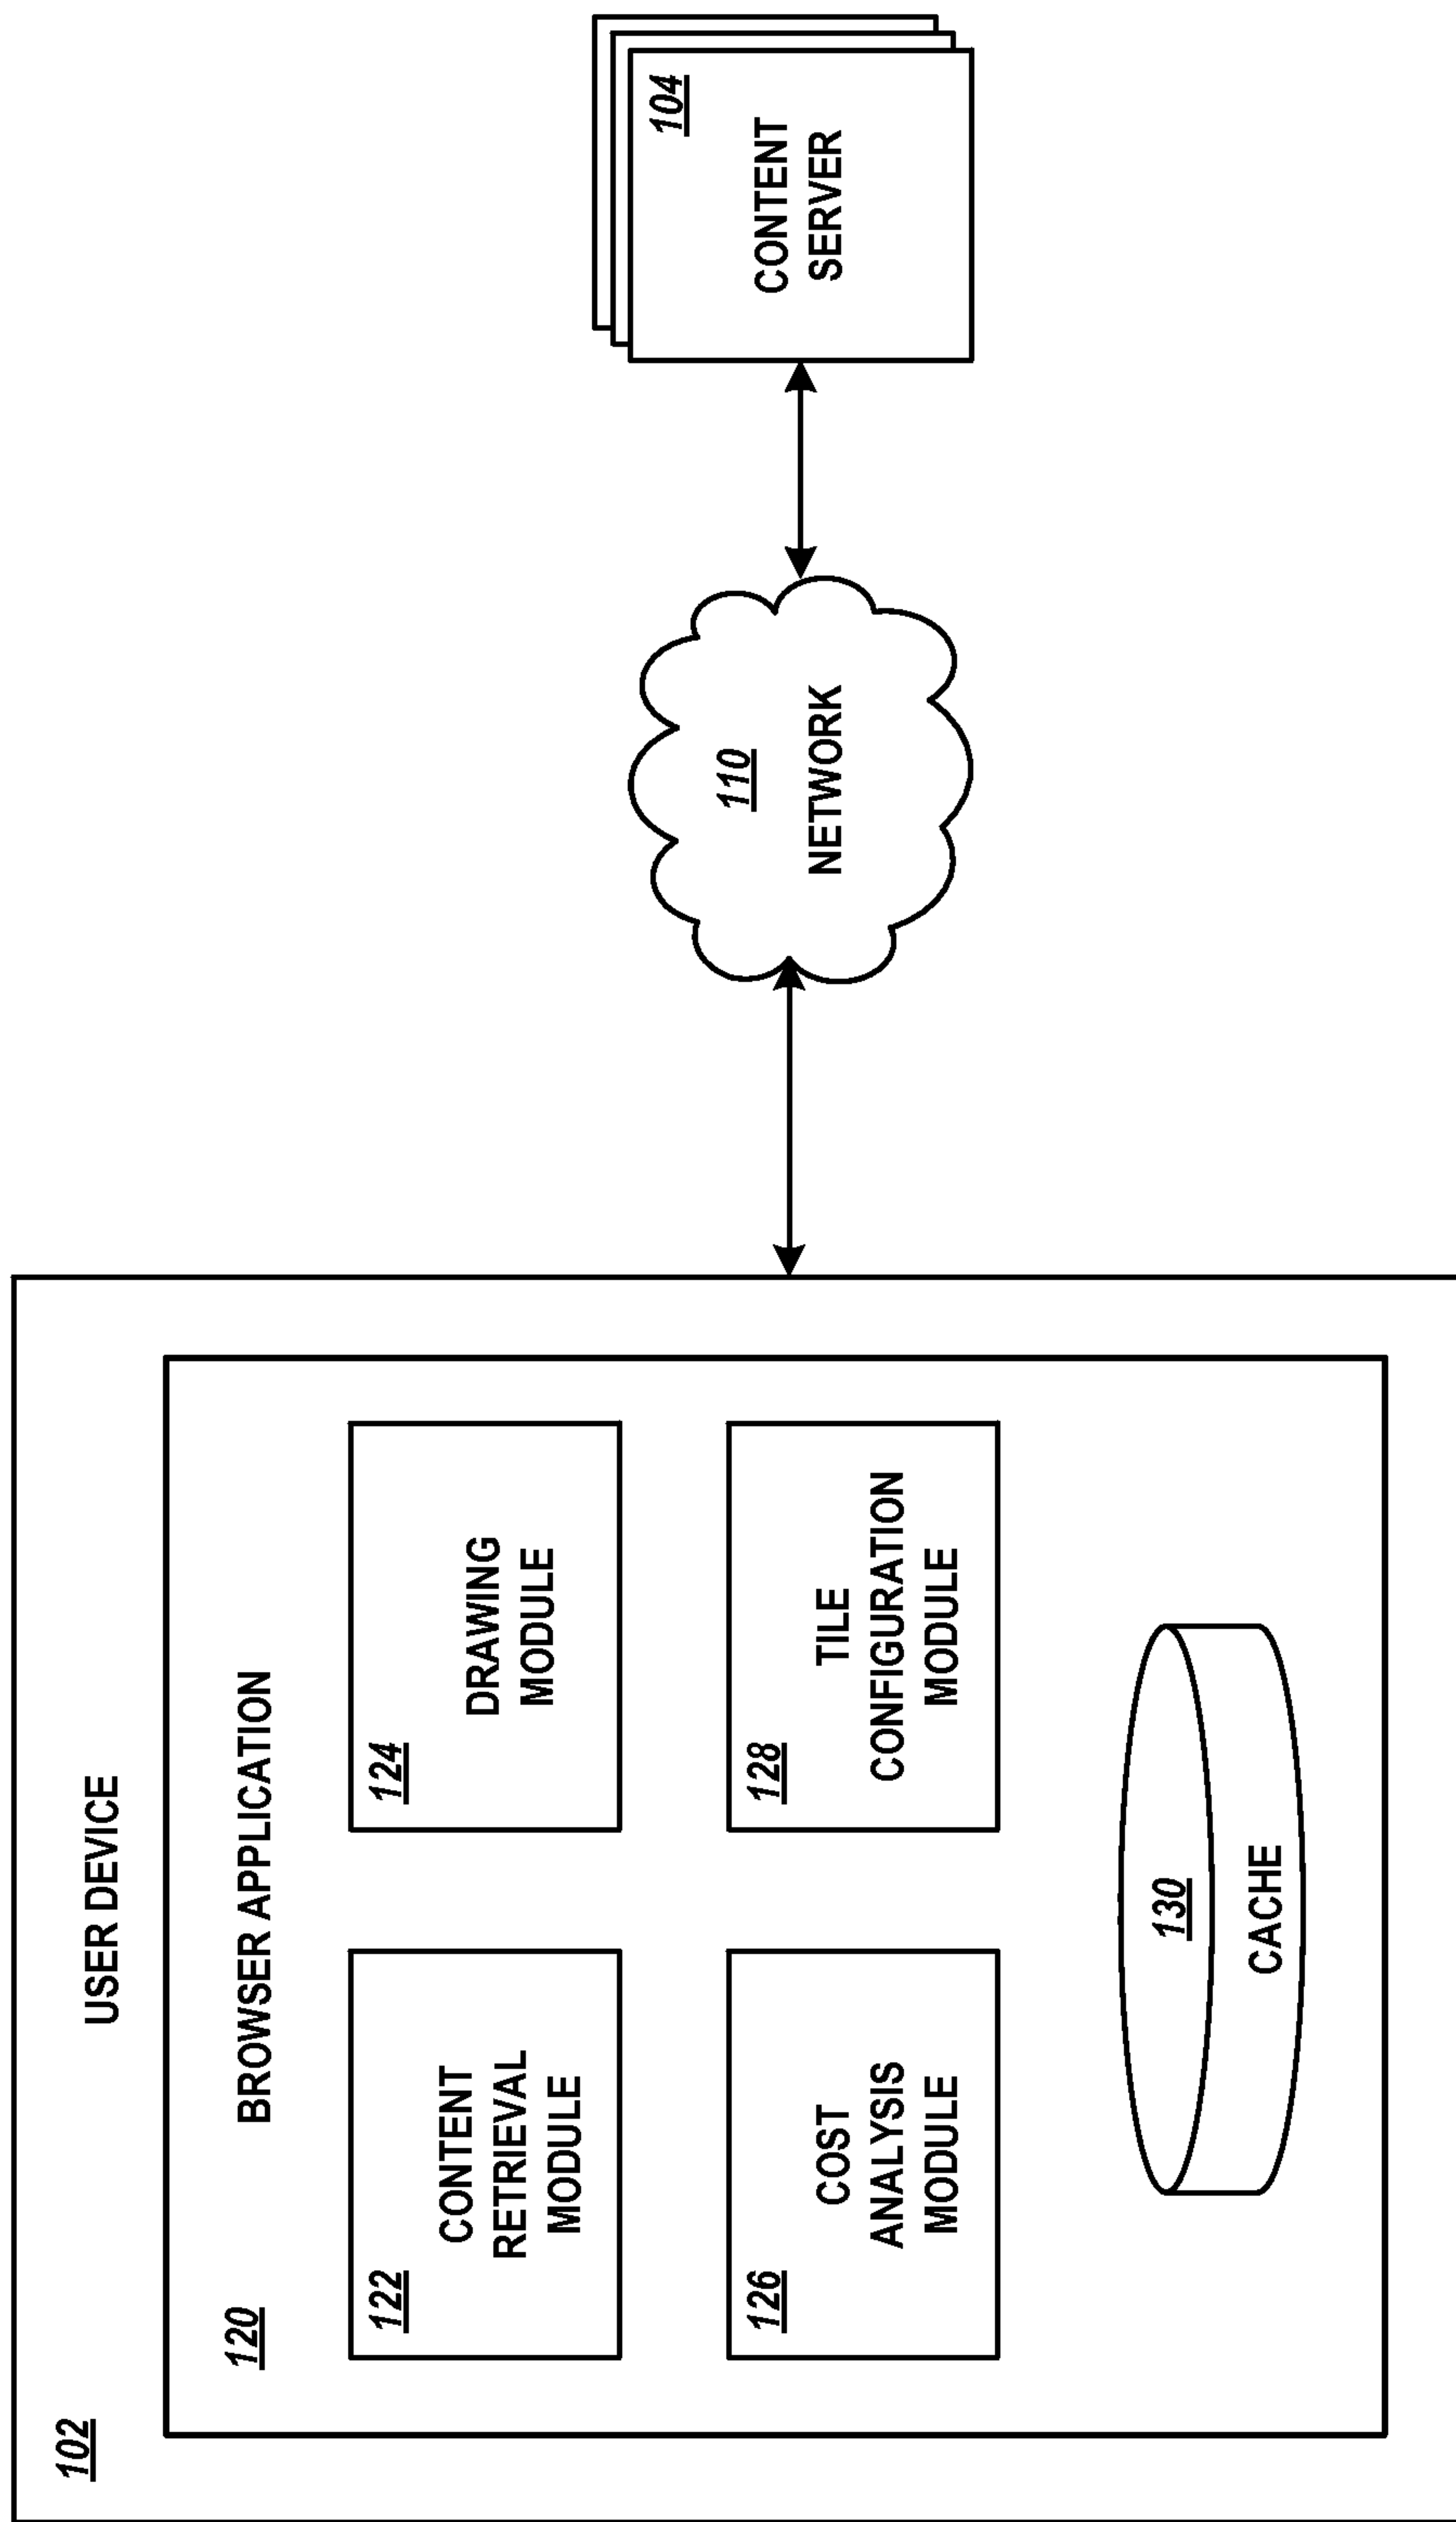 102
USER DEVICE
120
BROWSER APPLICATION
122
CONTENT
RETRIEVAL
MODULE
124
DRAWING
MODULE
126
COST
ANALYSIS
MODULE
128
TILE
CONFIGURATION
MODULE
130
CACHE
110
NETWORK
104
CONTENT
SERVER